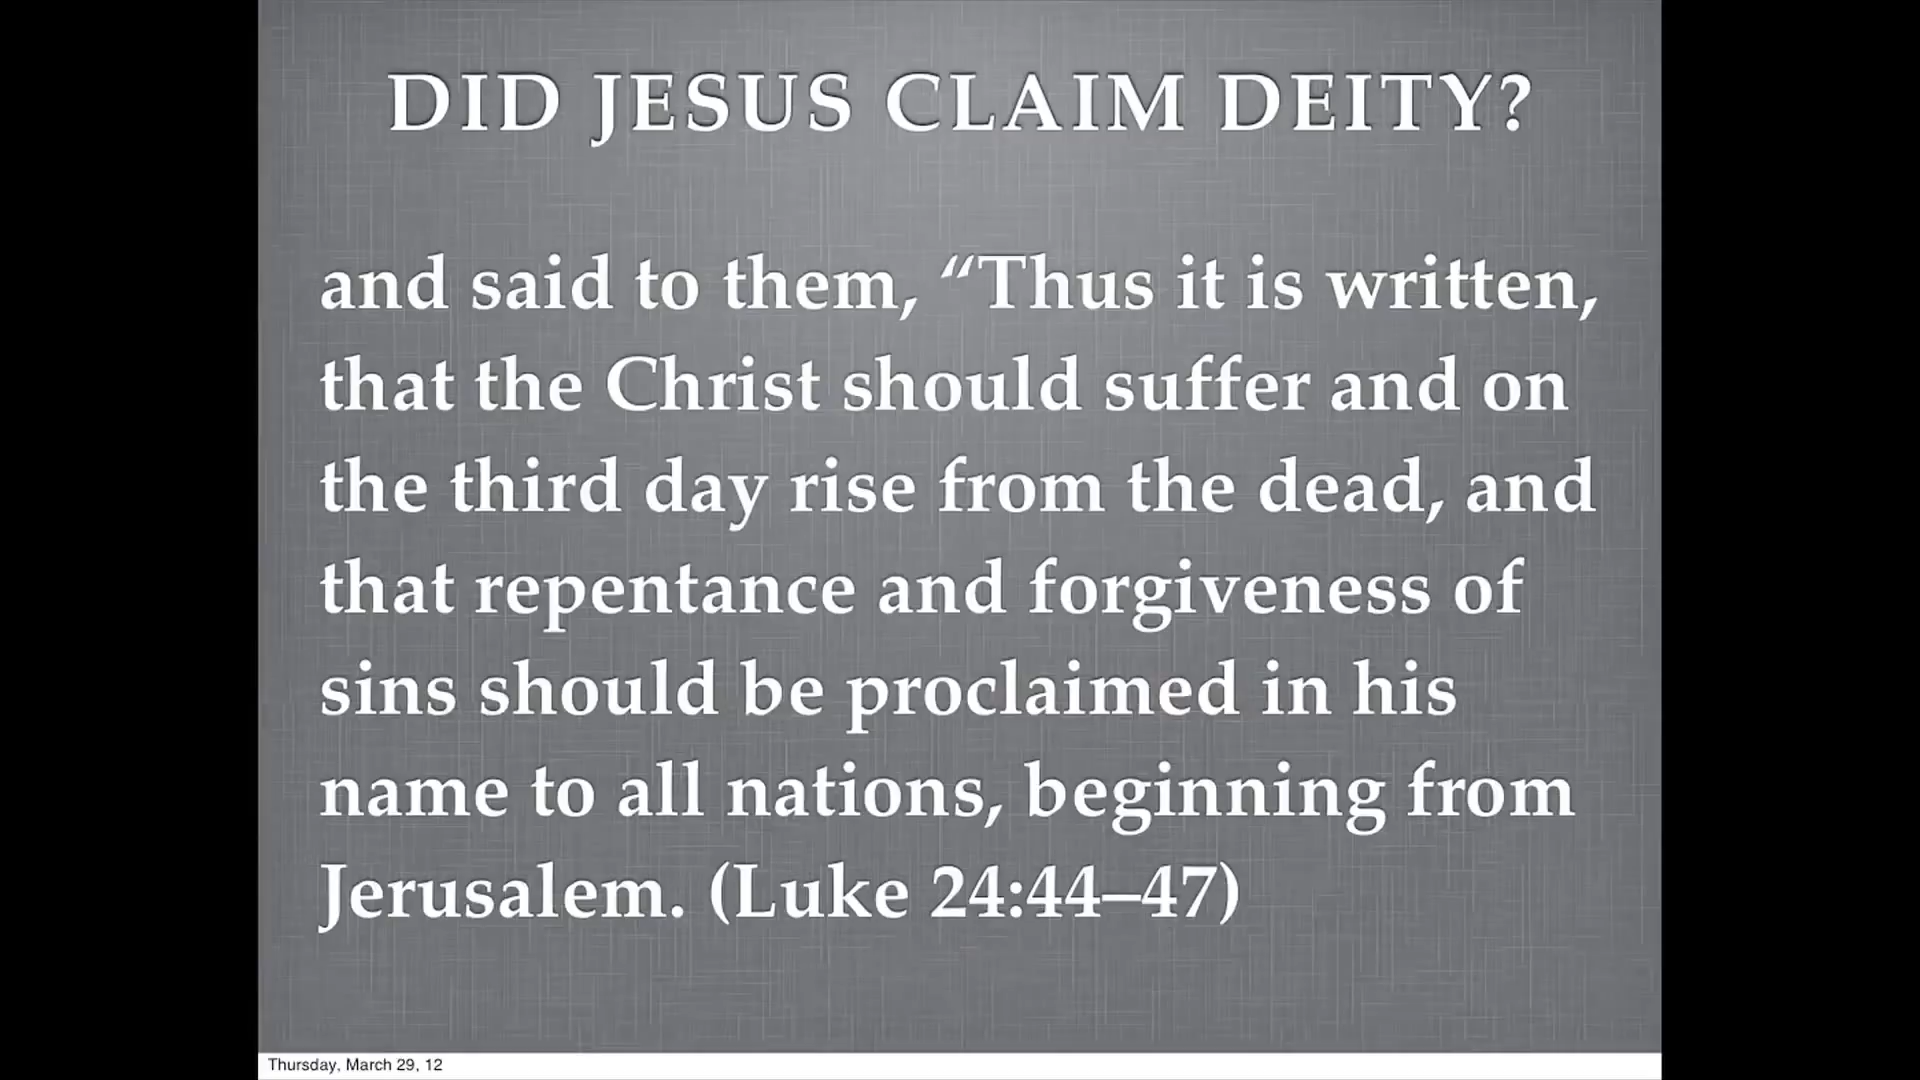 DID JESUS CLAIM DEITY?
and said to them, “Thus it is written,
that the Christ should suffer and on
the third day rise from the dead, and
that repentance and forgiveness of
sins should be proclaimed in his
name to all nations, beginning from
Jerusalem. (Luke 24:44–47)
Thursday, March 29, 12